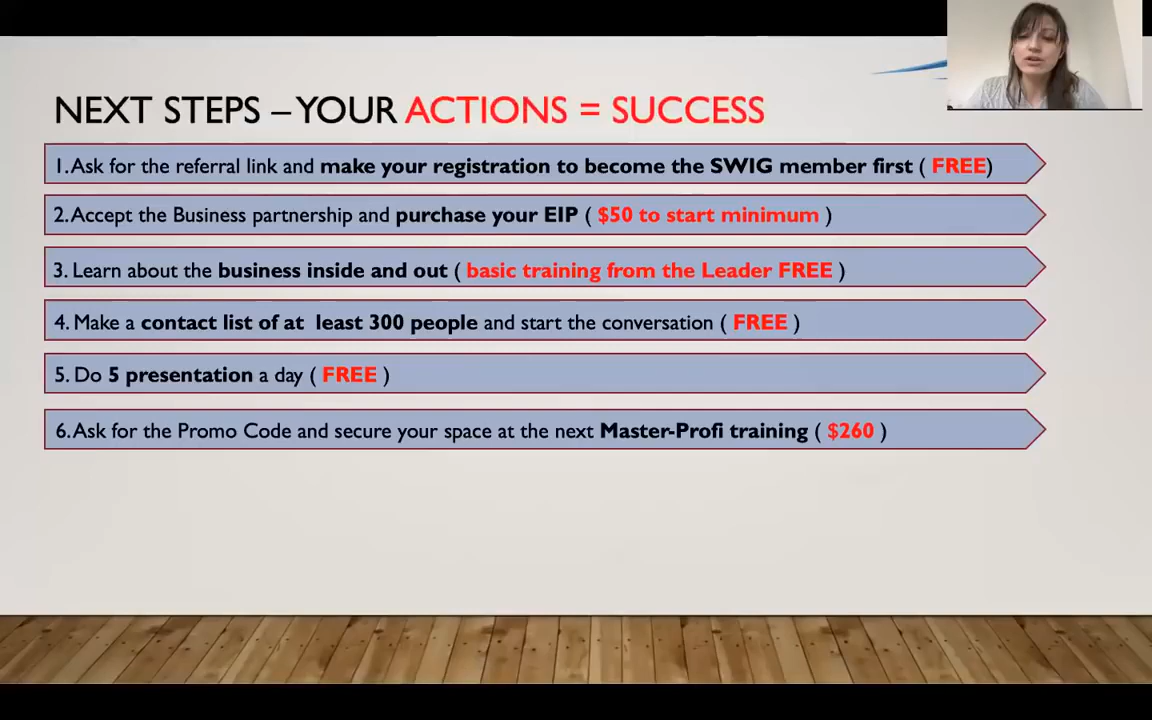 NEXT STEPS – YOUR ACTIONS = SUCCESS
1. Ask for the referral link and make your registration to become the SWIG member first ( FREE)
2. Accept the Business partnership and purchase your EIP ( $50 to start minimum )
3. Learn about the business inside and out ( basic training from the Leader FREE )
4. Make a contact list of at least 300 people and start the conversation ( FREE )
5. Do 5 presentation a day ( FREE )
6. Ask for the Promo Code and secure your space at the next Master-Profi training ( $260 )